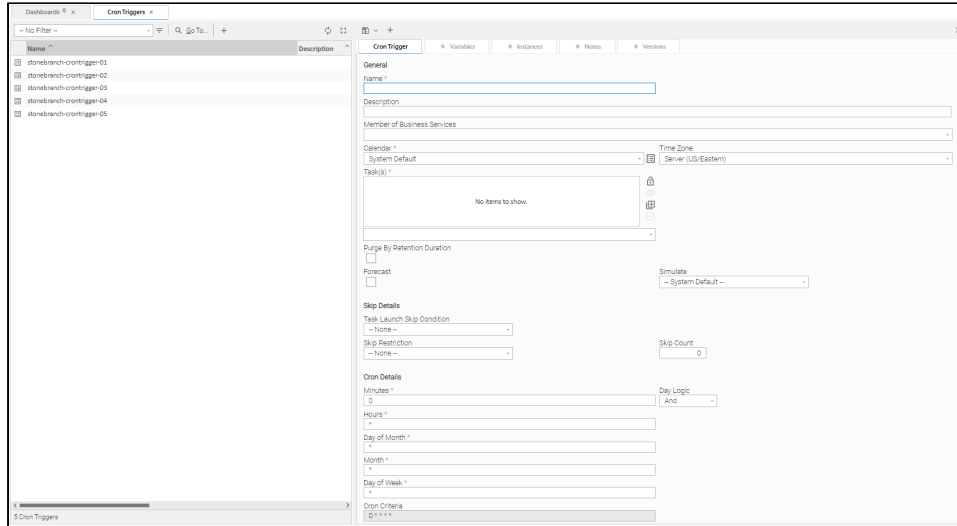 Dashboards
Cron Triggers
-- No Filter --
Go To...
Name
Description
stonebranch-crontrigger-01
stonebranch-crontrigger-02
stonebranch-crontrigger-03
stonebranch-crontrigger-04
stonebranch-crontrigger-05
5 Cron Triggers
Cron Trigger
Variables
Instances
Notes
Versions
General
Name *
Description
Member of Business Services
Calendar *
Time Zone
System Default
Server (US/Eastern)
Task(s) *
No items to show.
Purge By Retention Duration
Forecast
Simulate
-- System Default --
Skip Details
Task Launch Skip Condition
-- None --
Skip Restriction
Skip Count
-- None --
0
Cron Details
Minutes *
Day Logic
0
And
Hours *
*
Day of Month *
*
Month *
*
Day of Week *
*
Cron Criteria
0 * * * *